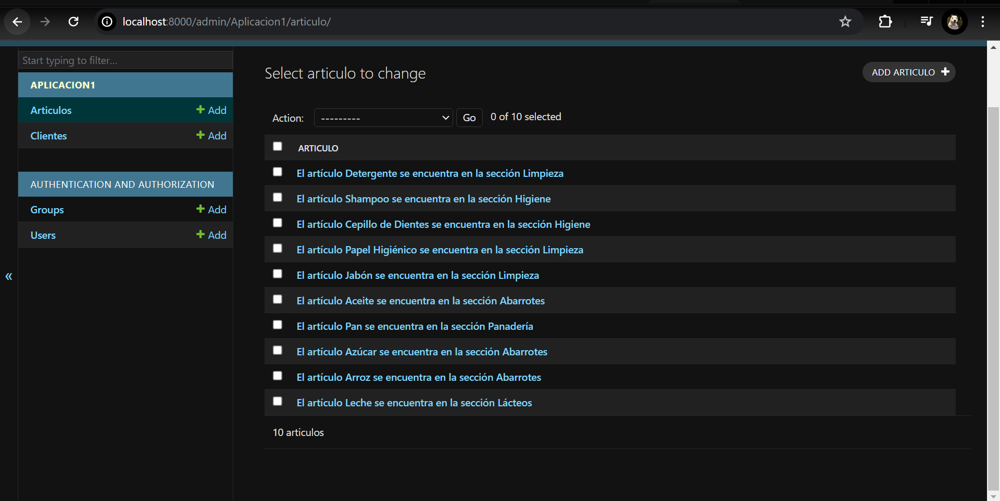 localhost:8000/admin/Aplicacion1/articulo/
Start typing to filter...
APLICACION1
Articulos + Add
Clientes + Add
AUTHENTICATION AND AUTHORIZATION
Groups + Add
Users + Add
«
Select articulo to change
ADD ARTICULO +
Action: --------- Go 0 of 10 selected
ARTICULO
El artículo Detergente se encuentra en la sección Limpieza
El artículo Shampoo se encuentra en la sección Higiene
El artículo Cepillo de Dientes se encuentra en la sección Higiene
El artículo Papel Higiénico se encuentra en la sección Limpieza
El artículo Jabón se encuentra en la sección Limpieza
El artículo Aceite se encuentra en la sección Abarrotes
El artículo Pan se encuentra en la sección Panadería
El artículo Azúcar se encuentra en la sección Abarrotes
El artículo Arroz se encuentra en la sección Abarrotes
El artículo Leche se encuentra en la sección Lácteos
10 articulos